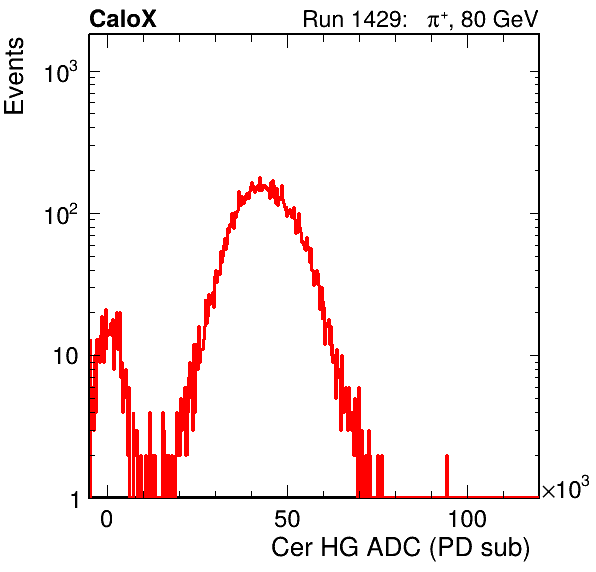 CaloX Run 1429: π⁺, 80 GeV
Events
10³
10²
10
1
0 50 100 ×10³
Cer HG ADC (PD sub)